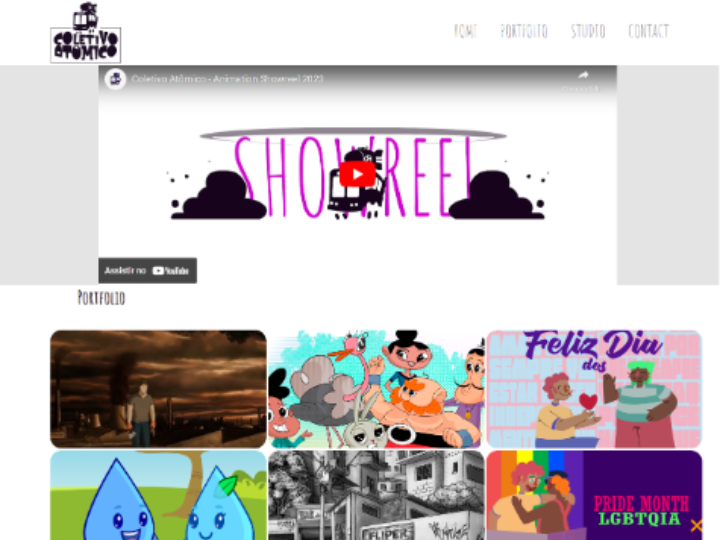 COLETIVO
ATÔMICO
HOME PORTFOLIO STUDIO CONTACT
Coletivo Atômico - Animation Showreel 2023
SHOWREEL
Assistir no YouTube
PORTFOLIO
Feliz Dia
dos
FLIPER
PRIDE MONTH
LGBTQIA